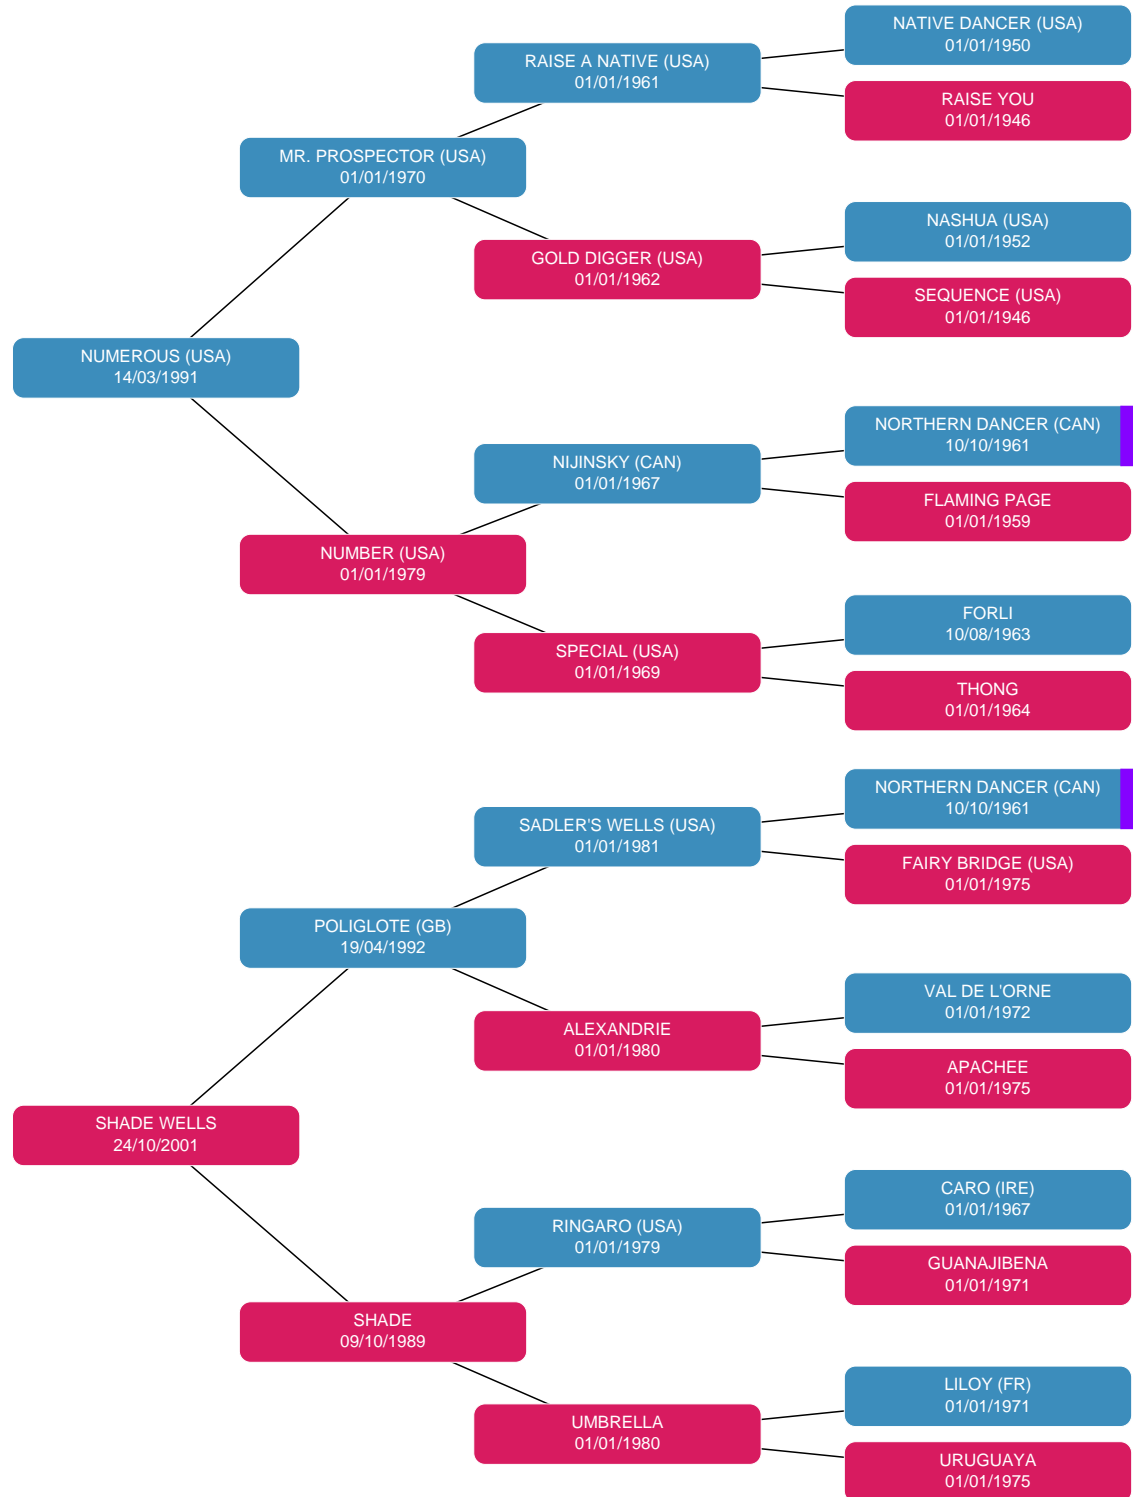 NATIVE DANCER (USA)
01/01/1950
RAISE A NATIVE (USA)
01/01/1961
RAISE YOU
01/01/1946
MR. PROSPECTOR (USA)
01/01/1970
NASHUA (USA)
01/01/1952
GOLD DIGGER (USA)
01/01/1962
SEQUENCE (USA)
01/01/1946
NUMEROUS (USA)
14/03/1991
NORTHERN DANCER (CAN)
10/10/1961
NIJINSKY (CAN)
01/01/1967
FLAMING PAGE
01/01/1959
NUMBER (USA)
01/01/1979
FORLI
10/08/1963
SPECIAL (USA)
01/01/1969
THONG
01/01/1964
NORTHERN DANCER (CAN)
10/10/1961
SADLER'S WELLS (USA)
01/01/1981
FAIRY BRIDGE (USA)
01/01/1975
POLIGLOTE (GB)
19/04/1992
VAL DE L'ORNE
01/01/1972
ALEXANDRIE
01/01/1980
APACHEE
01/01/1975
SHADE WELLS
24/10/2001
CARO (IRE)
01/01/1967
RINGARO (USA)
01/01/1979
GUANAJIBENA
01/01/1971
SHADE
09/10/1989
LILOY (FR)
01/01/1971
UMBRELLA
01/01/1980
URUGUAYA
01/01/1975